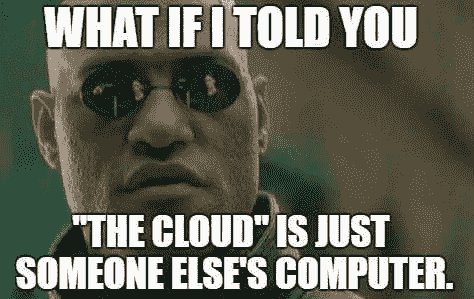 WHAT IF I TOLD YOU
"THE CLOUD" IS JUST
SOMEONE ELSE'S COMPUTER.